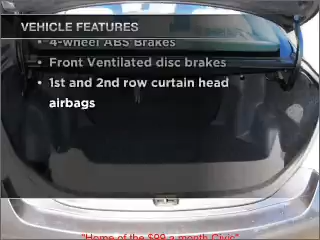 VEHICLE FEATURES
• 4-wheel ABS Brakes
• Front Ventilated disc brakes
• 1st and 2nd row curtain head
airbags
"Home of the $99 a month Civic"